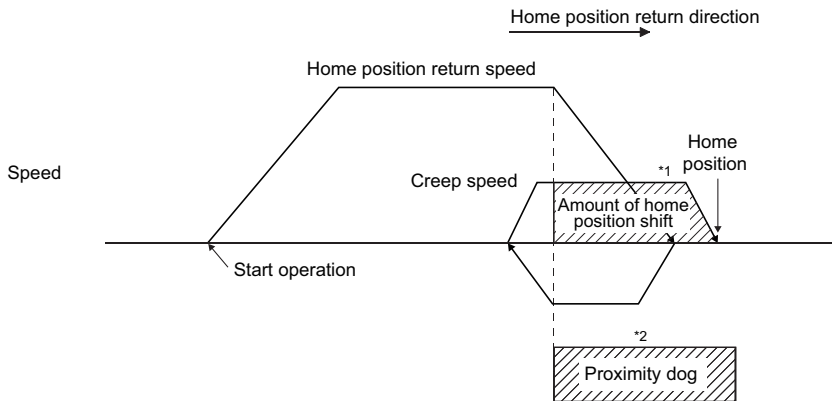 Home position return direction
Home position return speed
Home
position
*1
Speed
Creep speed
Amount of home
position shift
Start operation
*2
Proximity dog